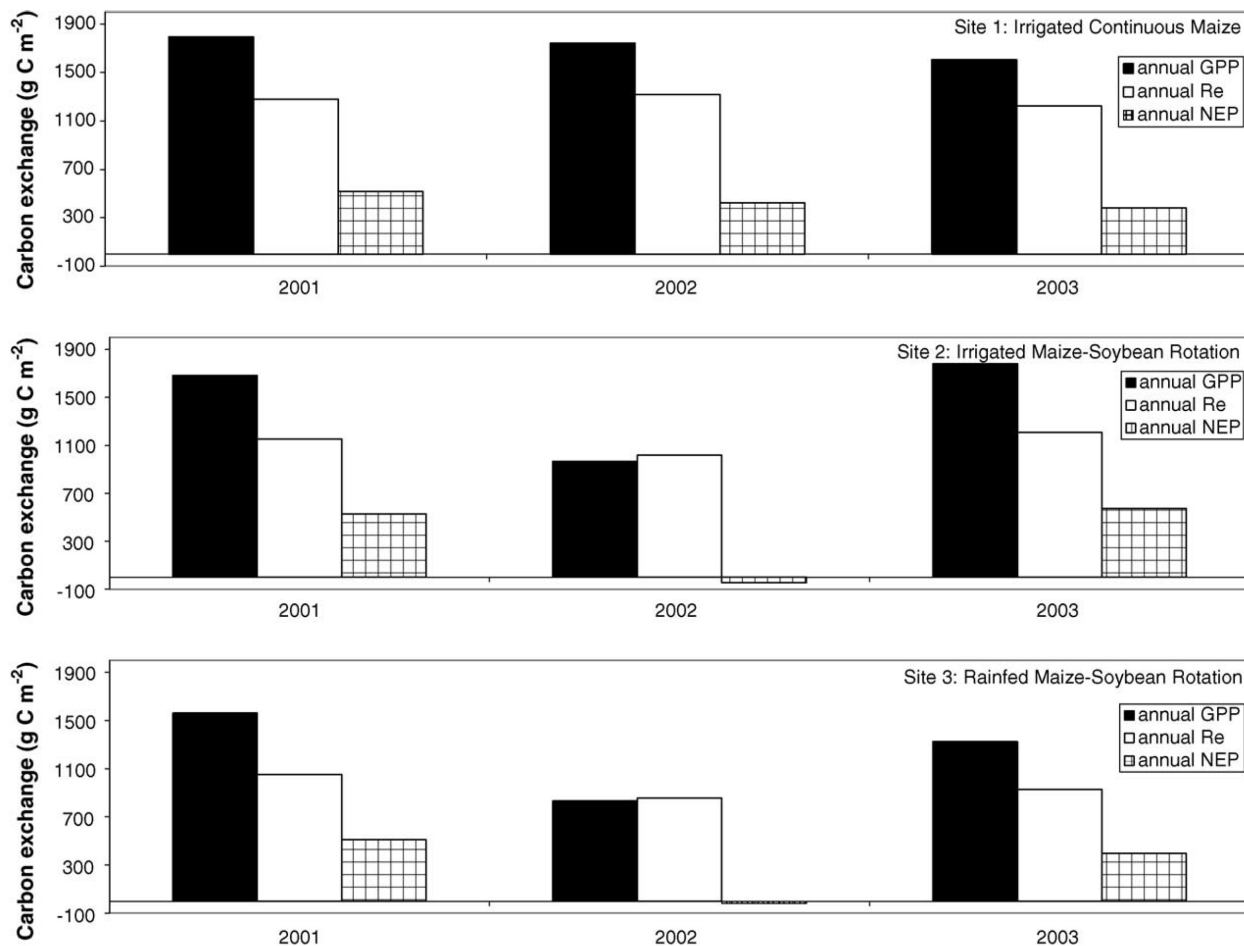 Carbon exchange (g C m-2)
1900
1500
1100
700
300
-100
Site 1: Irrigated Continuous Maize
annual GPP
annual Re
annual NEP
2001 2002 2003
Carbon exchange (g C m-2)
1900
1500
1100
700
300
-100
Site 2: Irrigated Maize-Soybean Rotation
annual GPP
annual Re
annual NEP
2001 2002 2003
Carbon exchange (g C m-2)
1900
1500
1100
700
300
-100
Site 3: Rainfed Maize-Soybean Rotation
annual GPP
annual Re
annual NEP
2001 2002 2003